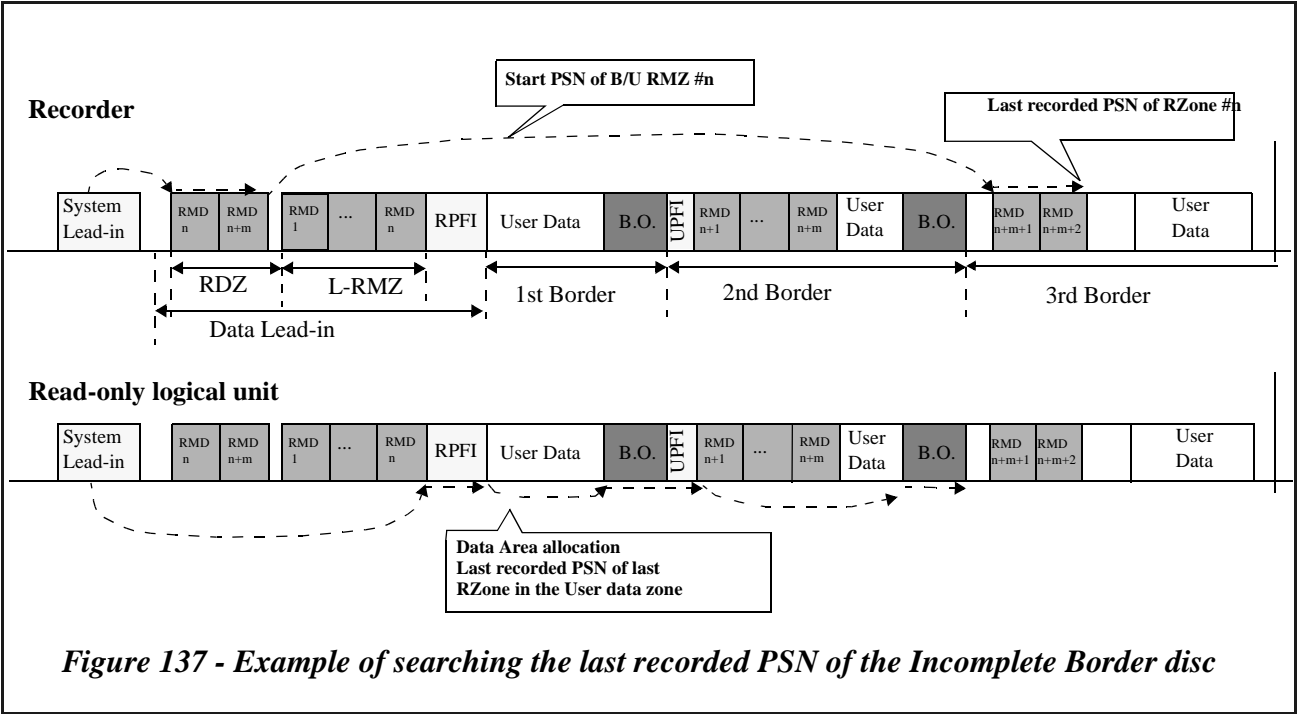 Start PSN of B/U RMZ #n
Recorder
Last recorded PSN of RZone #n
System
Lead-in
RMD
n
RMD
n+m
RMD
1
...
RMD
n
RPFI
User Data
B.O.
UPFI
RMD
n+1
...
RMD
n+m
User
Data
B.O.
RMD
n+m+1
RMD
n+m+2
User
Data
RDZ
L-RMZ
1st Border
2nd Border
3rd Border
Data Lead-in
Read-only logical unit
System
Lead-in
RMD
n
RMD
n+m
RMD
1
...
RMD
n
RPFI
User Data
B.O.
UPFI
RMD
n+1
...
RMD
n+m
User
Data
B.O.
RMD
n+m+1
RMD
n+m+2
User
Data
Data Area allocation
Last recorded PSN of last
RZone in the User data zone
Figure 137 - Example of searching the last recorded PSN of the Incomplete Border disc